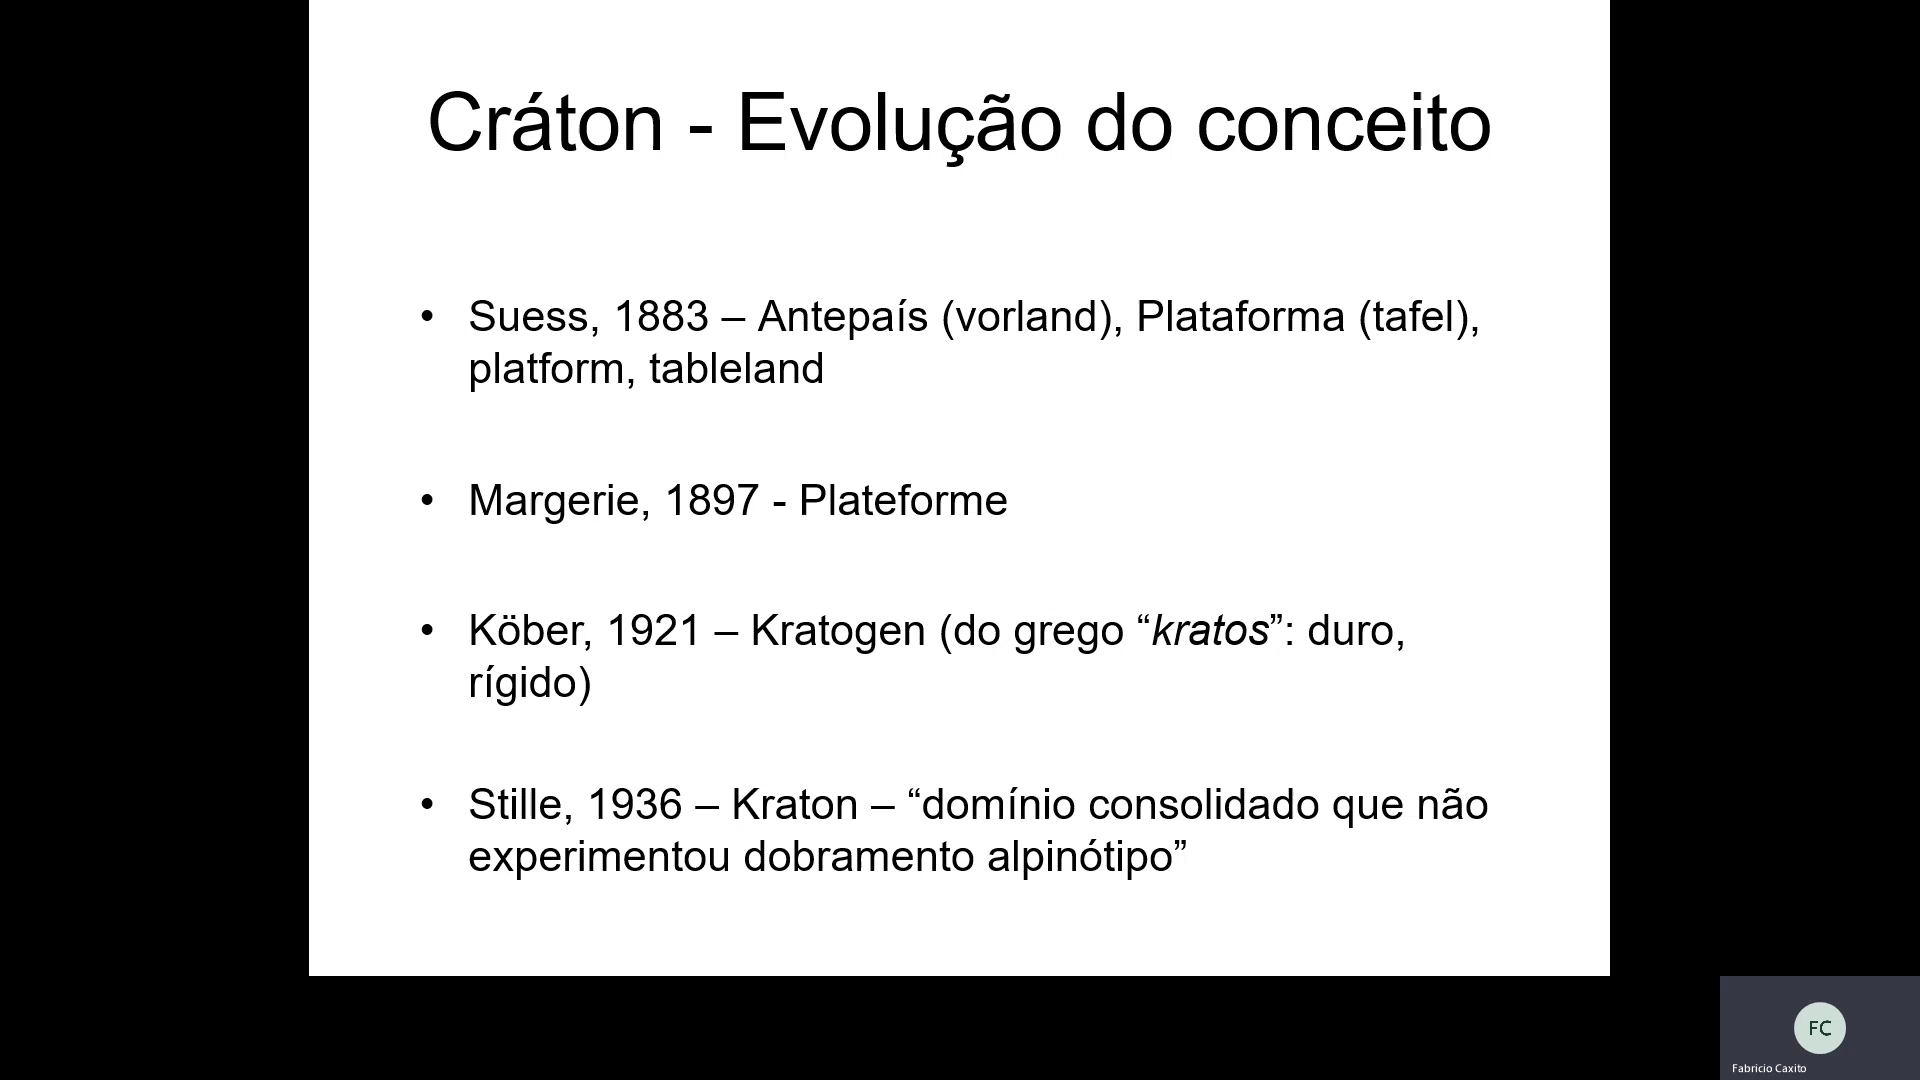 Cráton - Evolução do conceito
• Suess, 1883 – Antepaís (vorland), Plataforma (tafel),
platform, tableland
• Margerie, 1897 - Plateforme
• Köber, 1921 – Kratogen (do grego “kratos”: duro,
rígido)
• Stille, 1936 – Kraton – “domínio consolidado que não
experimentou dobramento alpinótipo”
FC
Fabricio Caxito